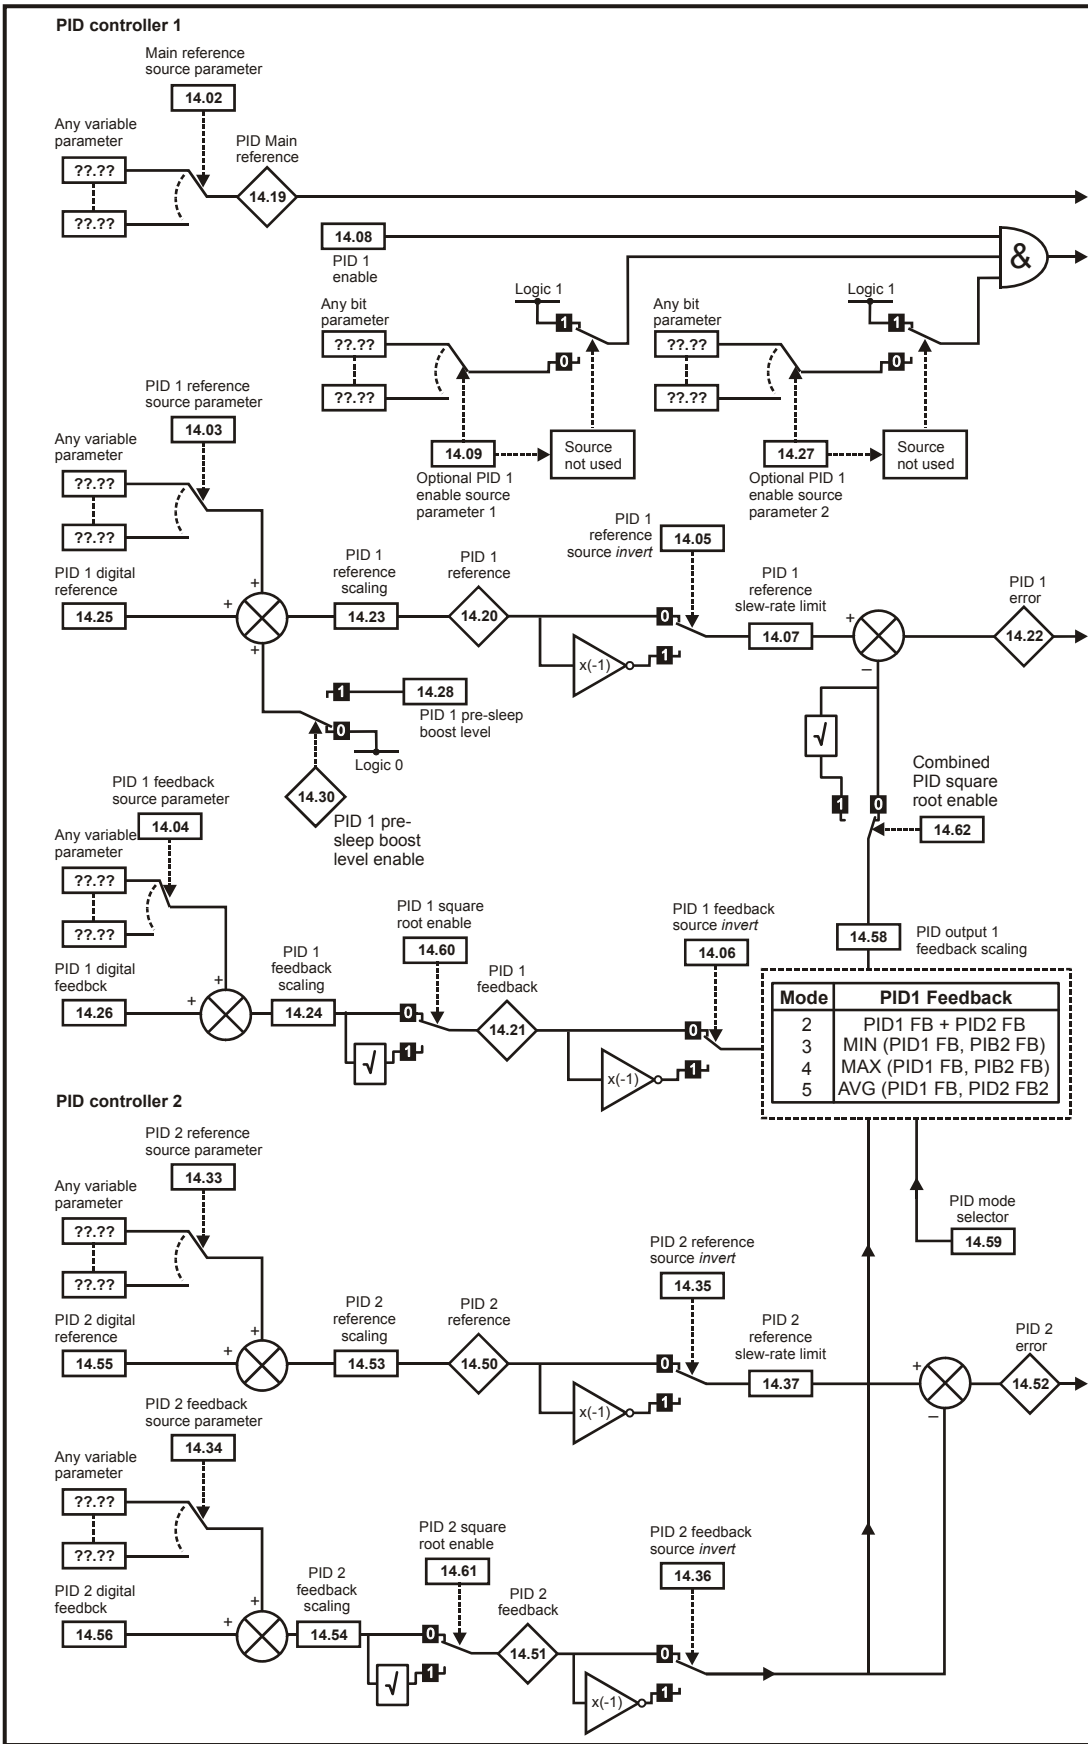 PID controller 1
Main reference
source parameter
14.02
Any variable
parameter
??.??
??.??
PID Main
reference
14.19
14.08
PID 1
enable
&
Logic 1
Any bit
parameter
??.??
??.??
1
0
14.09
Optional PID 1
enable source
parameter 1
Source
not used
Logic 1
Any bit
parameter
??.??
??.??
1
0
14.27
Optional PID 1
enable source
parameter 2
Source
not used
PID 1 reference
source parameter
14.03
Any variable
parameter
??.??
??.??
PID 1 digital
reference
14.25
+
+
+
PID 1
reference
scaling
14.23
PID 1
reference
14.20
PID 1
reference
source invert
14.05
0
1
x(-1)
PID 1
reference
slew-rate limit
14.07
+
–
PID 1
error
14.22
1
14.28
PID 1 pre-sleep
boost level
0
Logic 0
14.30
PID 1 pre-
sleep boost
level enable
√
1
0
Combined
PID square
root enable
14.62
PID 1 feedback
source parameter
14.04
Any variable
parameter
??.??
??.??
PID 1 digital
feedbck
14.26
+
+
PID 1
feedback
scaling
14.24
PID 1 square
root enable
14.60
0
1
√
PID 1
feedback
14.21
PID 1 feedback
source invert
14.06
0
1
x(-1)
14.58
PID output 1
feedback scaling
Mode PID1 Feedback
2 PID1 FB + PID2 FB
3 MIN (PID1 FB, PIB2 FB)
4 MAX (PID1 FB, PIB2 FB)
5 AVG (PID1 FB, PID2 FB2
PID mode
selector
14.59
PID controller 2
PID 2 reference
source parameter
14.33
Any variable
parameter
??.??
??.??
PID 2 digital
reference
14.55
+
+
PID 2
reference
scaling
14.53
PID 2
reference
14.50
PID 2 reference
source invert
14.35
0
1
x(-1)
PID 2
reference
slew-rate limit
14.37
+
–
PID 2
error
14.52
PID 2 feedback
source parameter
14.34
Any variable
parameter
??.??
??.??
PID 2 digital
feedbck
14.56
+
+
PID 2
feedback
scaling
14.54
PID 2 square
root enable
14.61
0
1
√
PID 2
feedback
14.51
PID 2 feedback
source invert
14.36
0
1
x(-1)